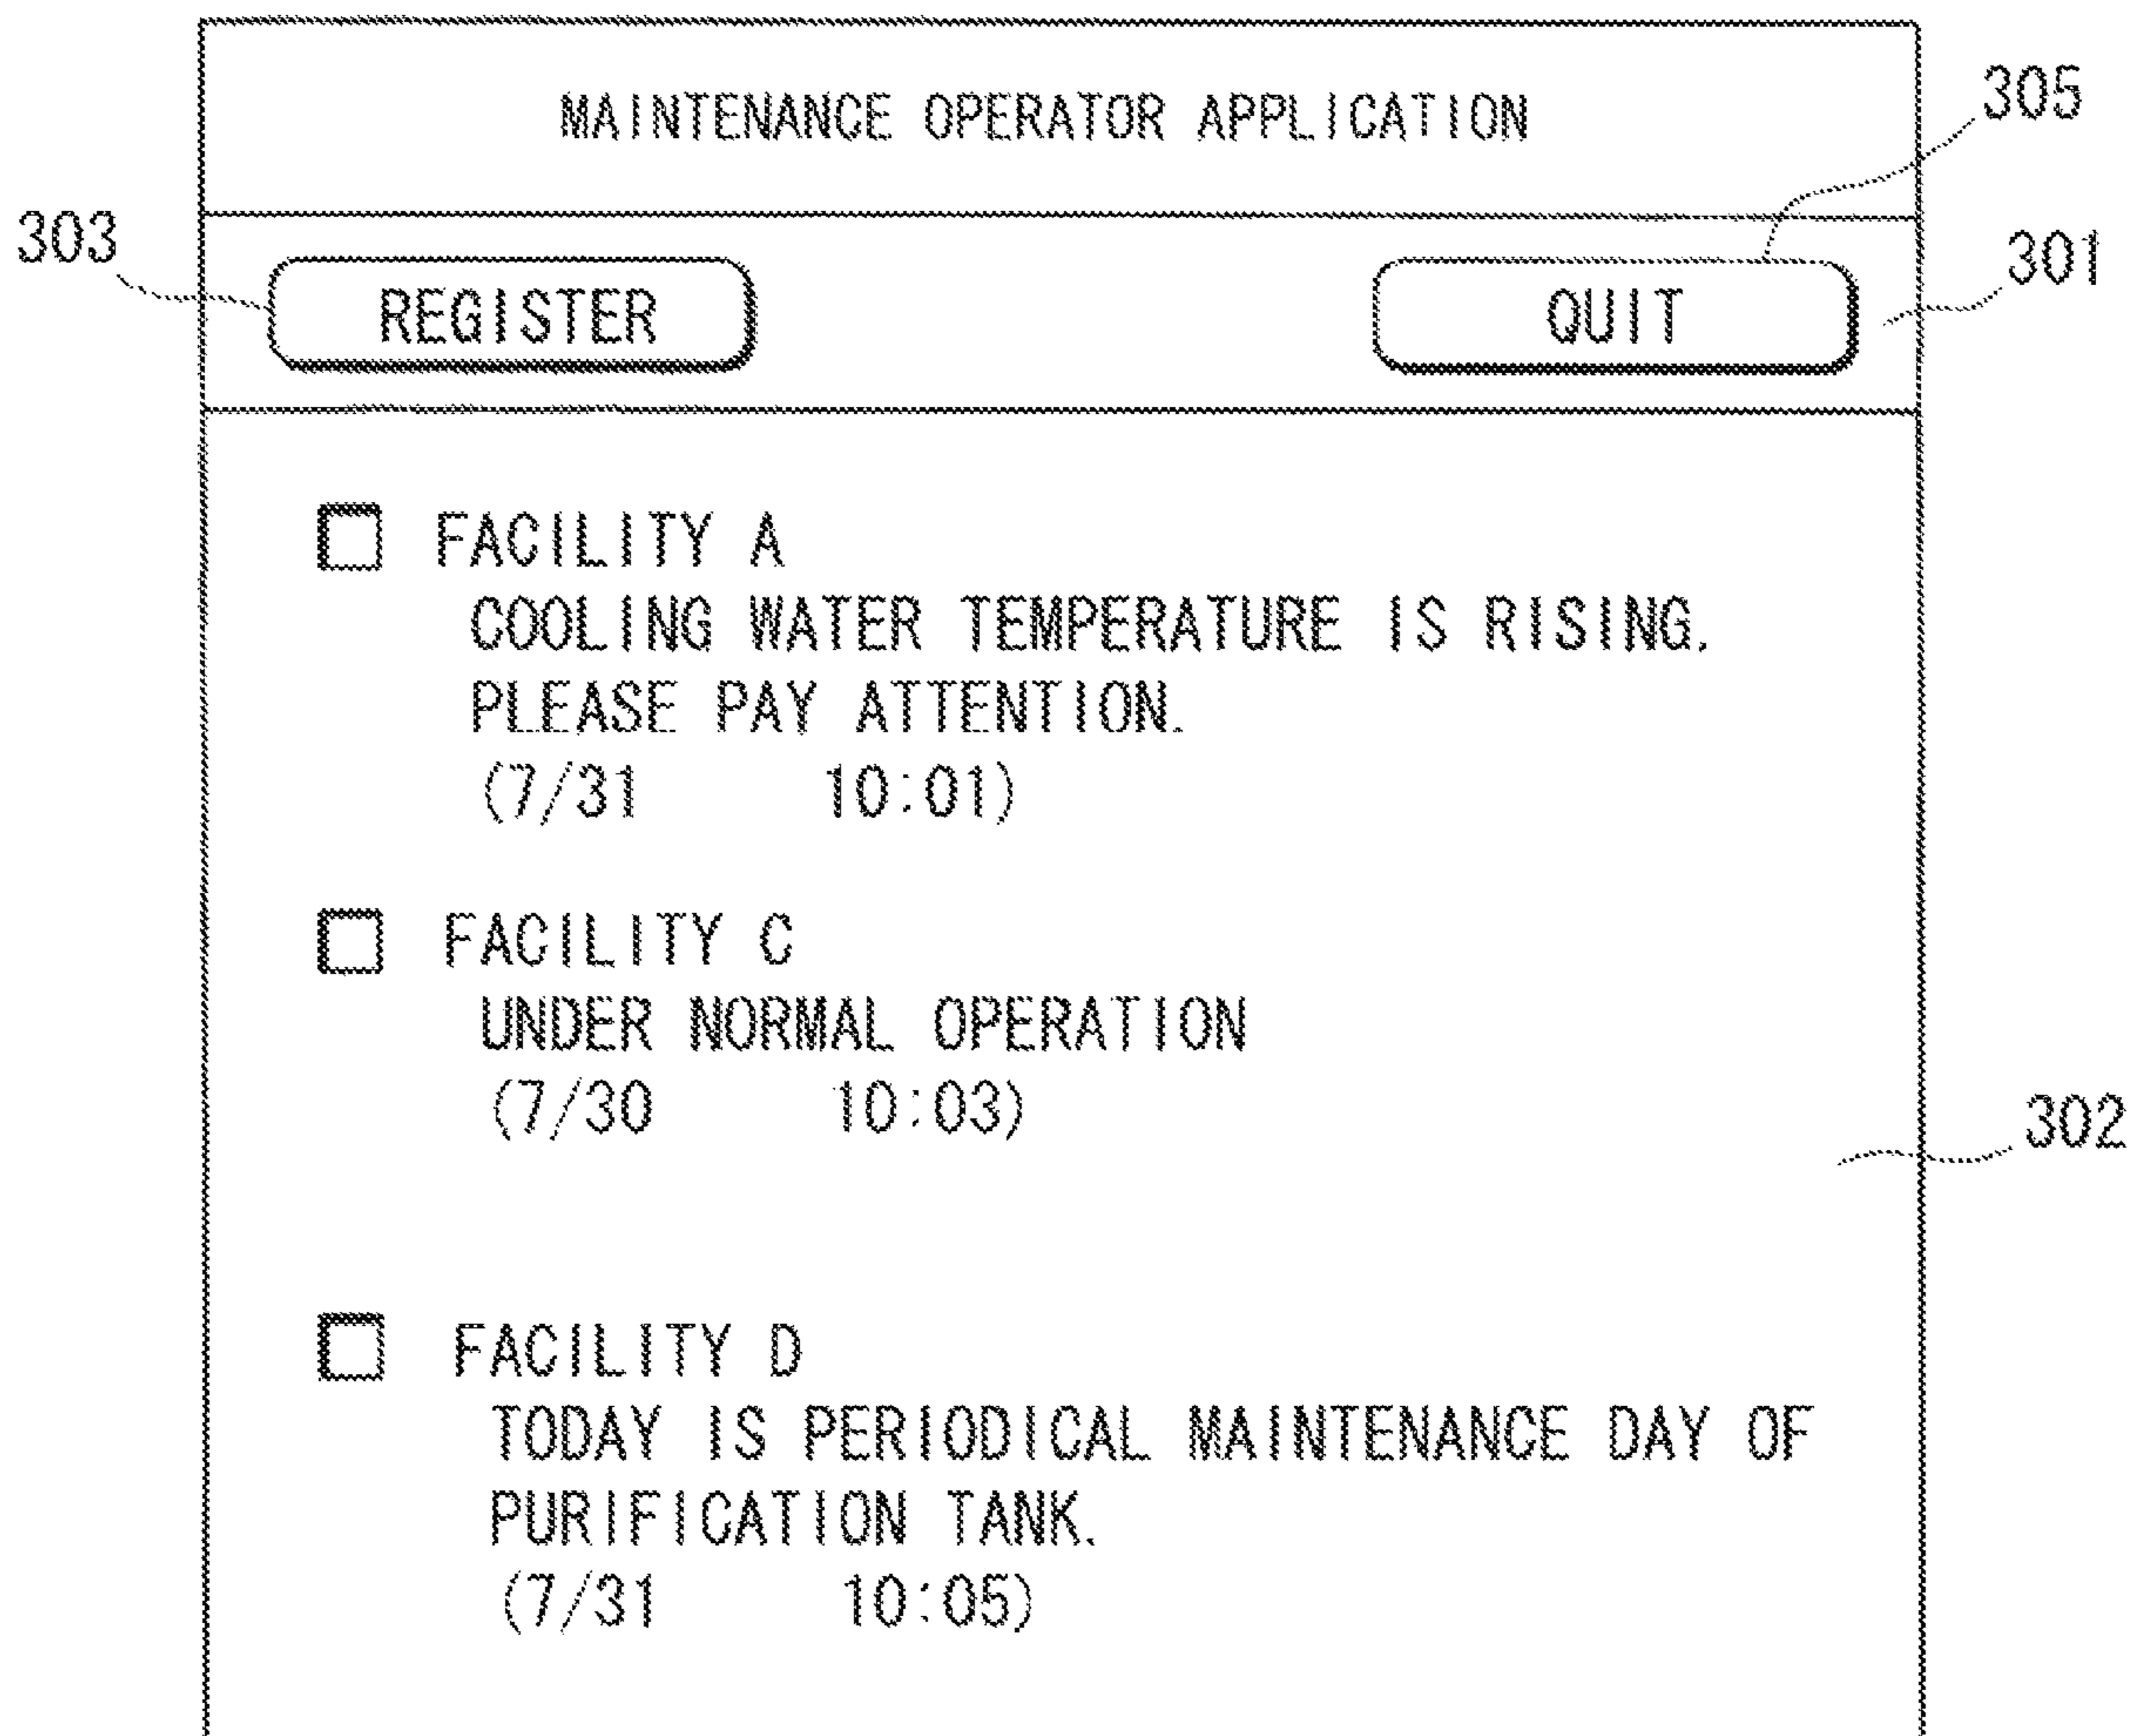 MAINTENANCE OPERATOR APPLICATION
305
303
REGISTER
QUIT
301
FACILITY A
COOLING WATER TEMPERATURE IS RISING.
PLEASE PAY ATTENTION.
(7/31 10:01)
FACILITY C
UNDER NORMAL OPERATION
(7/30 10:03)
302
FACILITY D
TODAY IS PERIODICAL MAINTENANCE DAY OF
PURIFICATION TANK.
(7/31 10:05)